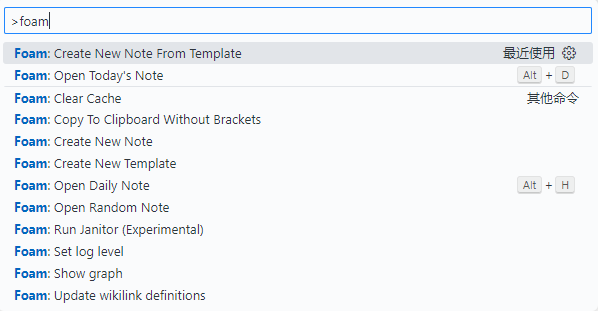 >foam
Foam: Create New Note From Template 最近使用
Foam: Open Today's Note Alt + D
Foam: Clear Cache 其他命令
Foam: Copy To Clipboard Without Brackets
Foam: Create New Note
Foam: Create New Template
Foam: Open Daily Note Alt + H
Foam: Open Random Note
Foam: Run Janitor (Experimental)
Foam: Set log level
Foam: Show graph
Foam: Update wikilink definitions